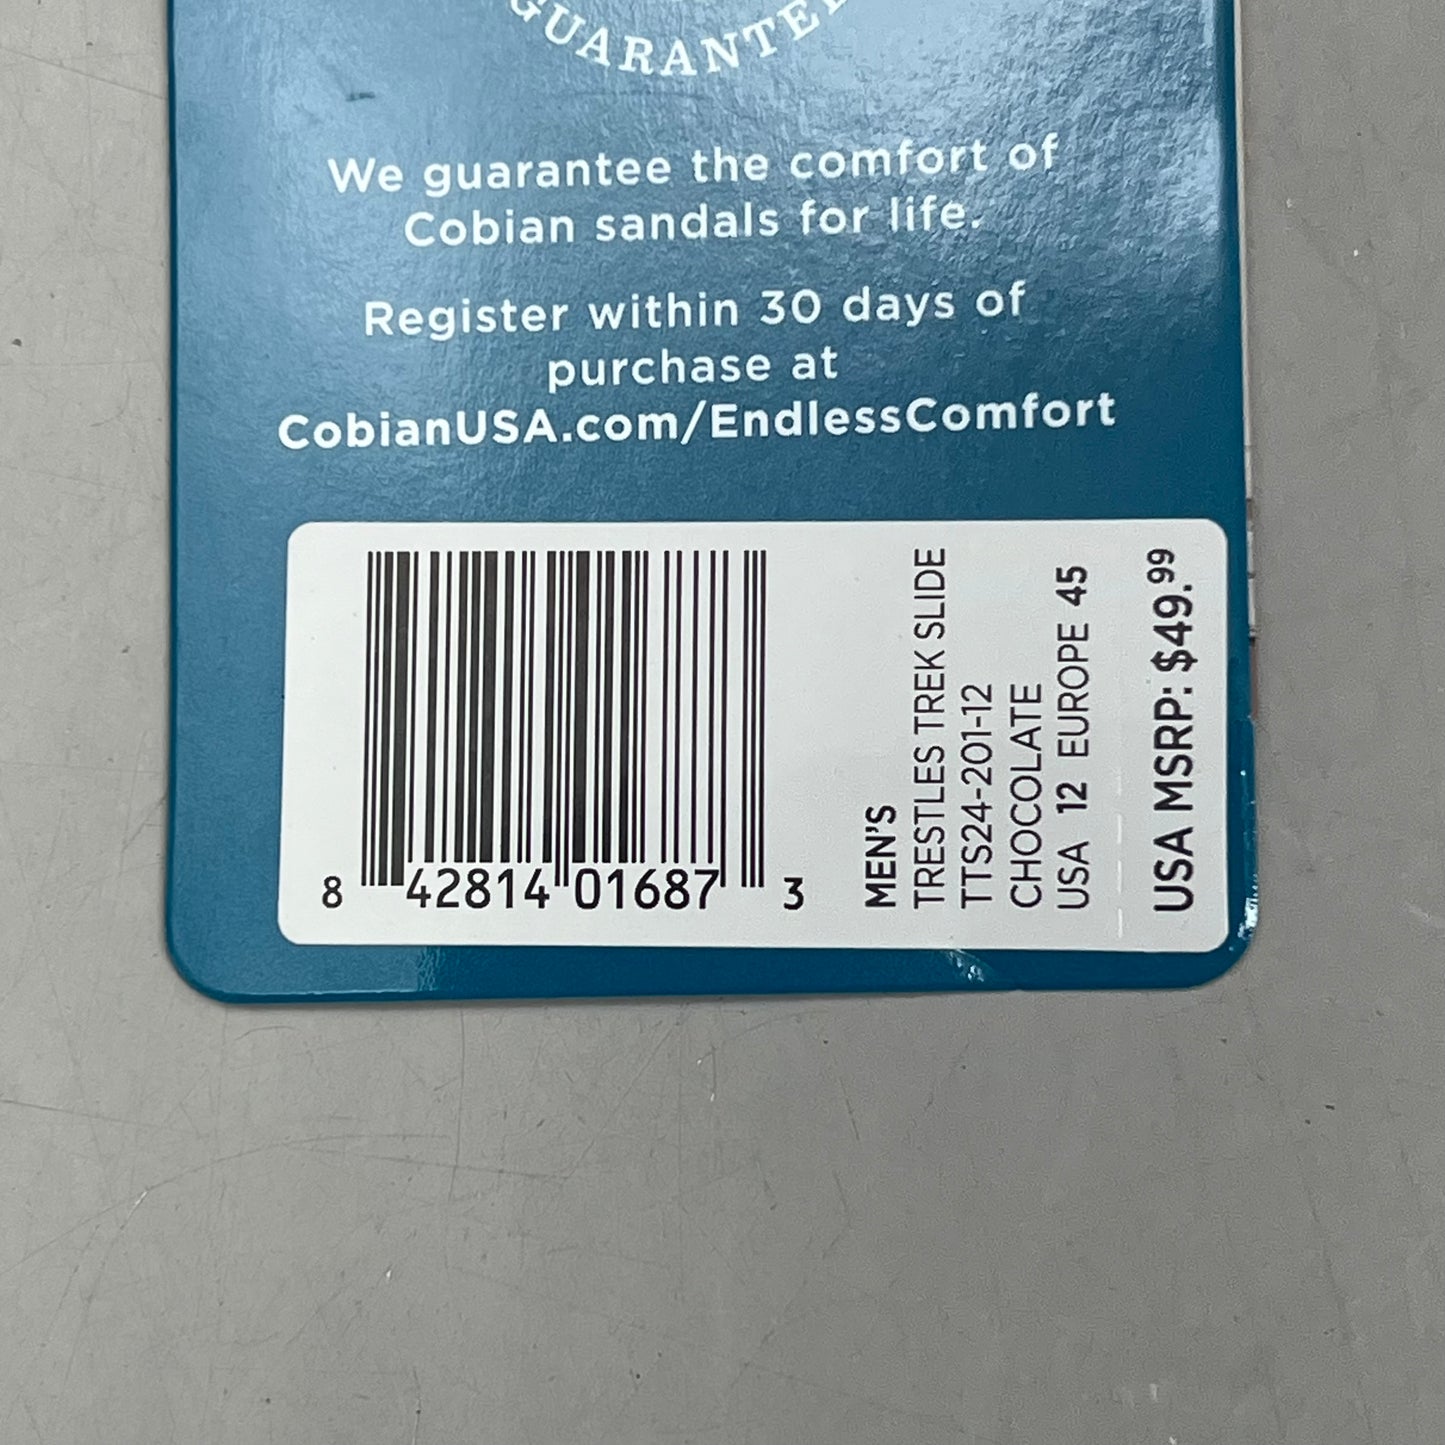 GUARANTEE
We guarantee the comfort of
Cobian sandals for life.
Register within 30 days of
purchase at
CobianUSA.com/EndlessComfort
8 42814 01687 3
MEN'S
TRESTLES TREK SLIDE
TTS24-201-12
CHOCOLATE
USA 12 EUROPE 45
USA MSRP: $49.99